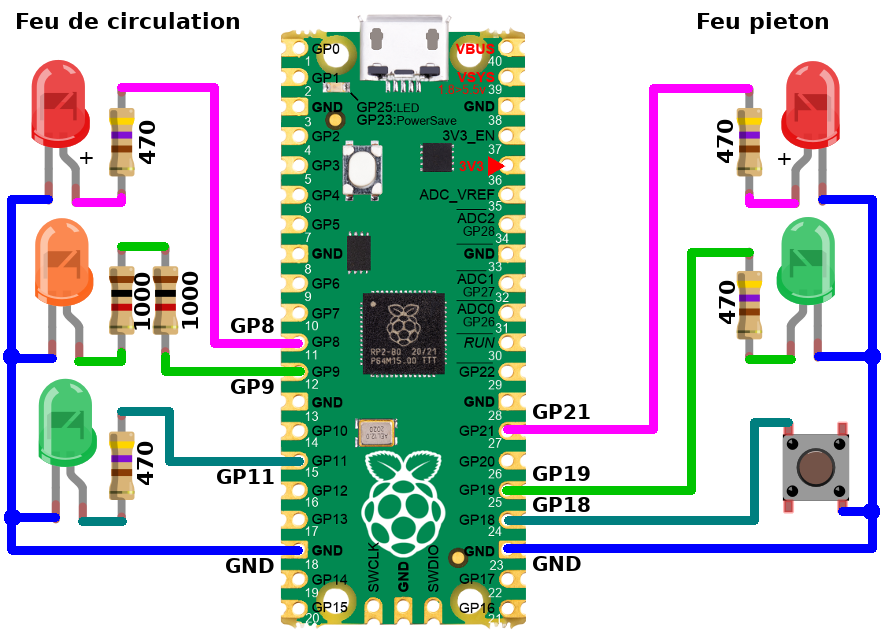 Feu de circulation
Feu pieton
GP0
1
GP1
2
GND
3
GP2
4
GP3
5
GP4
6
GP5
7
GND
8
GP6
9
GP7
10
GP8
11
GP9
12
GND
13
GP10
14
GP11
15
GP12
16
GP13
17
GND
18
GP14
19
GP15
20
GP25:LED
GP23:PowerSave
RP2-B0 20/21
P64M15.00 TTT
SWCLK
GND
SWDIO
VBUS
40
VSYS
1.8>5.5v
39
GND
38
3V3_EN
37
3V3
36
ADC_VREF
35
ADC2
GP28
34
GND
33
ADC1
GP27
32
ADC0
GP26
31
RUN
30
GP22
29
GND
28
GP21
27
GP20
26
GP19
25
GP18
24
GND
23
GP17
22
GP16
21
470
+
1000
1000
470
GP8
GP9
GP11
GND
470
+
470
GP21
GP19
GP18
GND